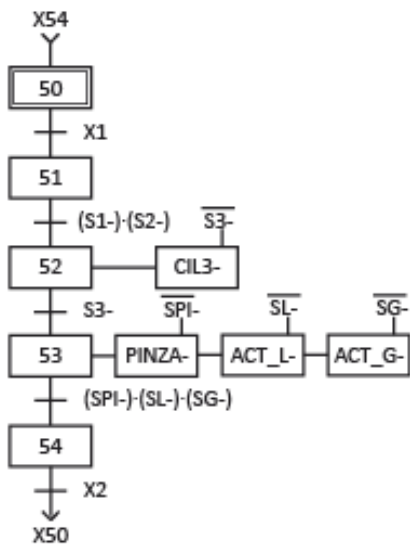 X54
50
X1
51
(S1-)·(S2-)
S3-
52
CIL3-
S3-
SPI-
SL-
SG-
53
PINZA-
ACT_L-
ACT_G-
(SPI-)·(SL-)·(SG-)
54
X2
X50